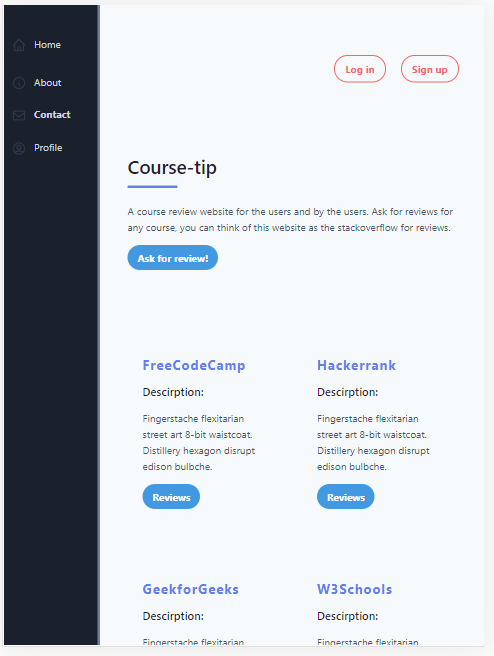 Home
About
Contact
Profile
Log in
Sign up
Course-tip
A course review website for the users and by the users. Ask for reviews for
any course, you can think of this website as the stackoverflow for reviews.
Ask for review!
FreeCodeCamp
Descirption:
Fingerstache flexitarian
street art 8-bit waistcoat.
Distillery hexagon disrupt
edison bulbche.
Reviews
Hackerrank
Descirption:
Fingerstache flexitarian
street art 8-bit waistcoat.
Distillery hexagon disrupt
edison bulbche.
Reviews
GeekforGeeks
Descirption:
Fingerstache flexitarian
W3Schools
Descirption:
Fingerstache flexitarian